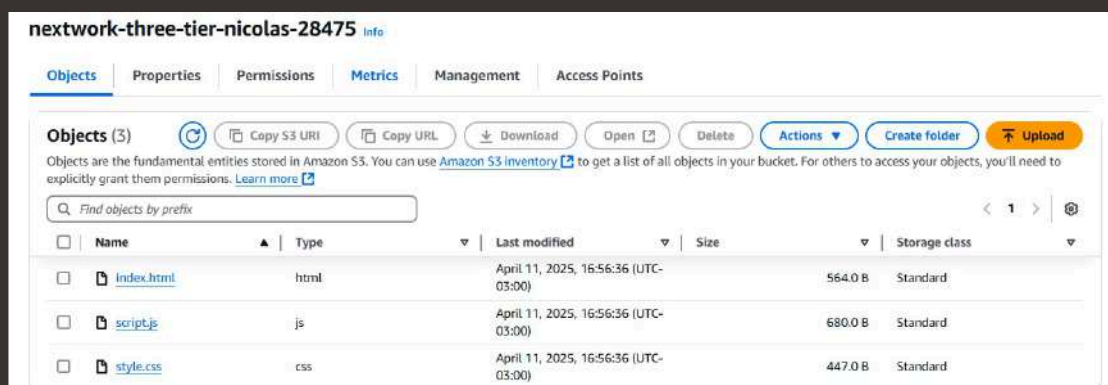 nextwork-three-tier-nicolas-28475 Info
Objects Properties Permissions Metrics Management Access Points
Objects (3) Copy S3 URI Copy URL Download Open Delete Actions Create folder Upload
Objects are the fundamental entities stored in Amazon S3. You can use Amazon S3 inventory to get a list of all objects in your bucket. For others to access your objects, you'll need to
explicitly grant them permissions. Learn more
Find objects by prefix 1
Name Type Last modified Size Storage class
index.html html April 11, 2025, 16:56:36 (UTC-
03:00) 564.0 B Standard
script.js js April 11, 2025, 16:56:36 (UTC-
03:00) 680.0 B Standard
style.css css April 11, 2025, 16:56:36 (UTC-
03:00) 447.0 B Standard